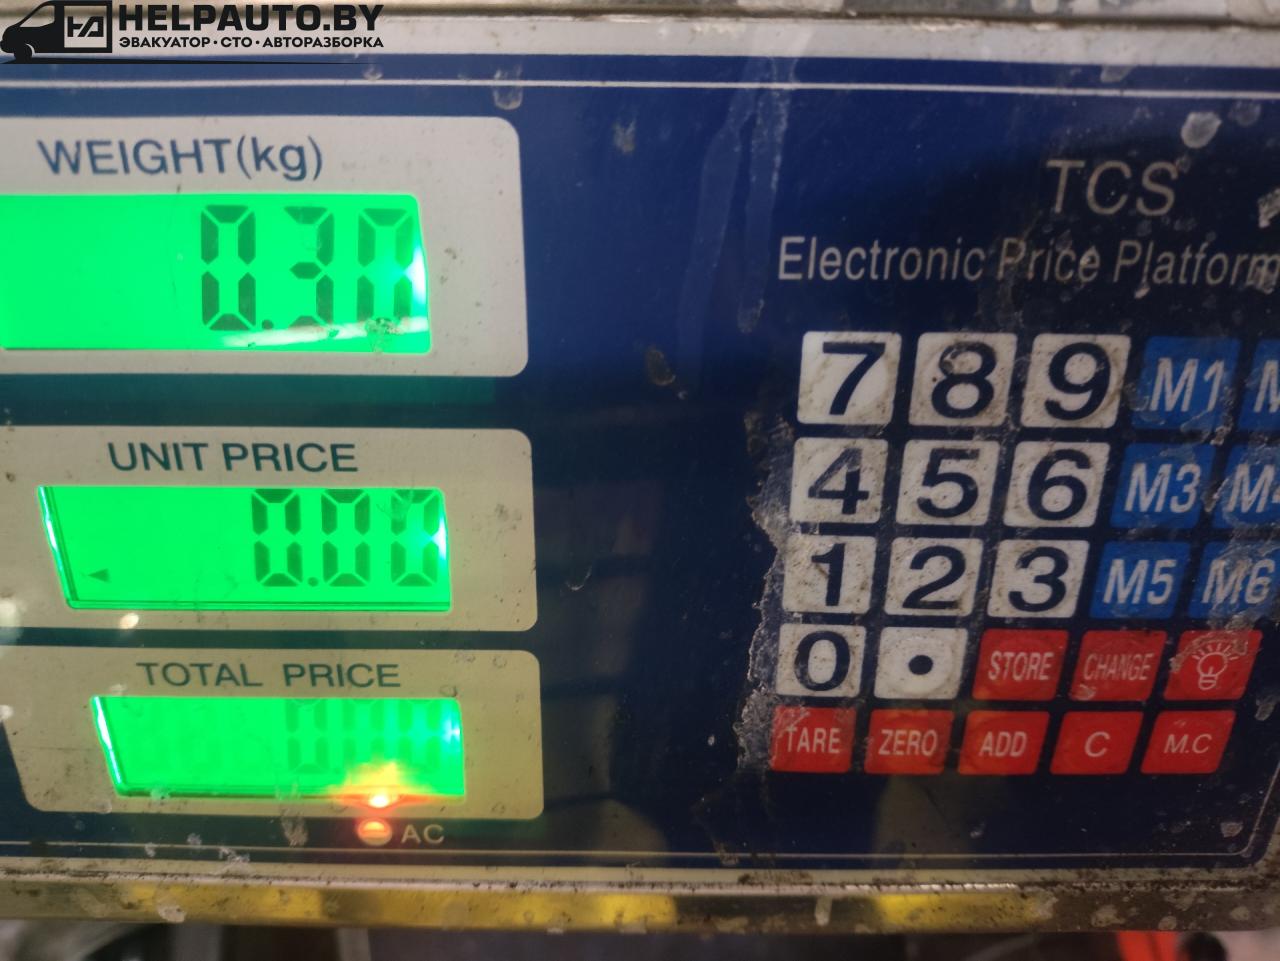 HELPAUTO.BY
ЭВАКУАТОР · СТО · АВТОРАЗБОРКА
WEIGHT(kg)
0.30
TCS
Electronic Price Platform
7 8 9 M1
UNIT PRICE
4 5 6 M3 M4
0.00
1 2 3 M5 M6
TOTAL PRICE
0 . STORE CHANGE
TARE ZERO ADD C M.C
AC